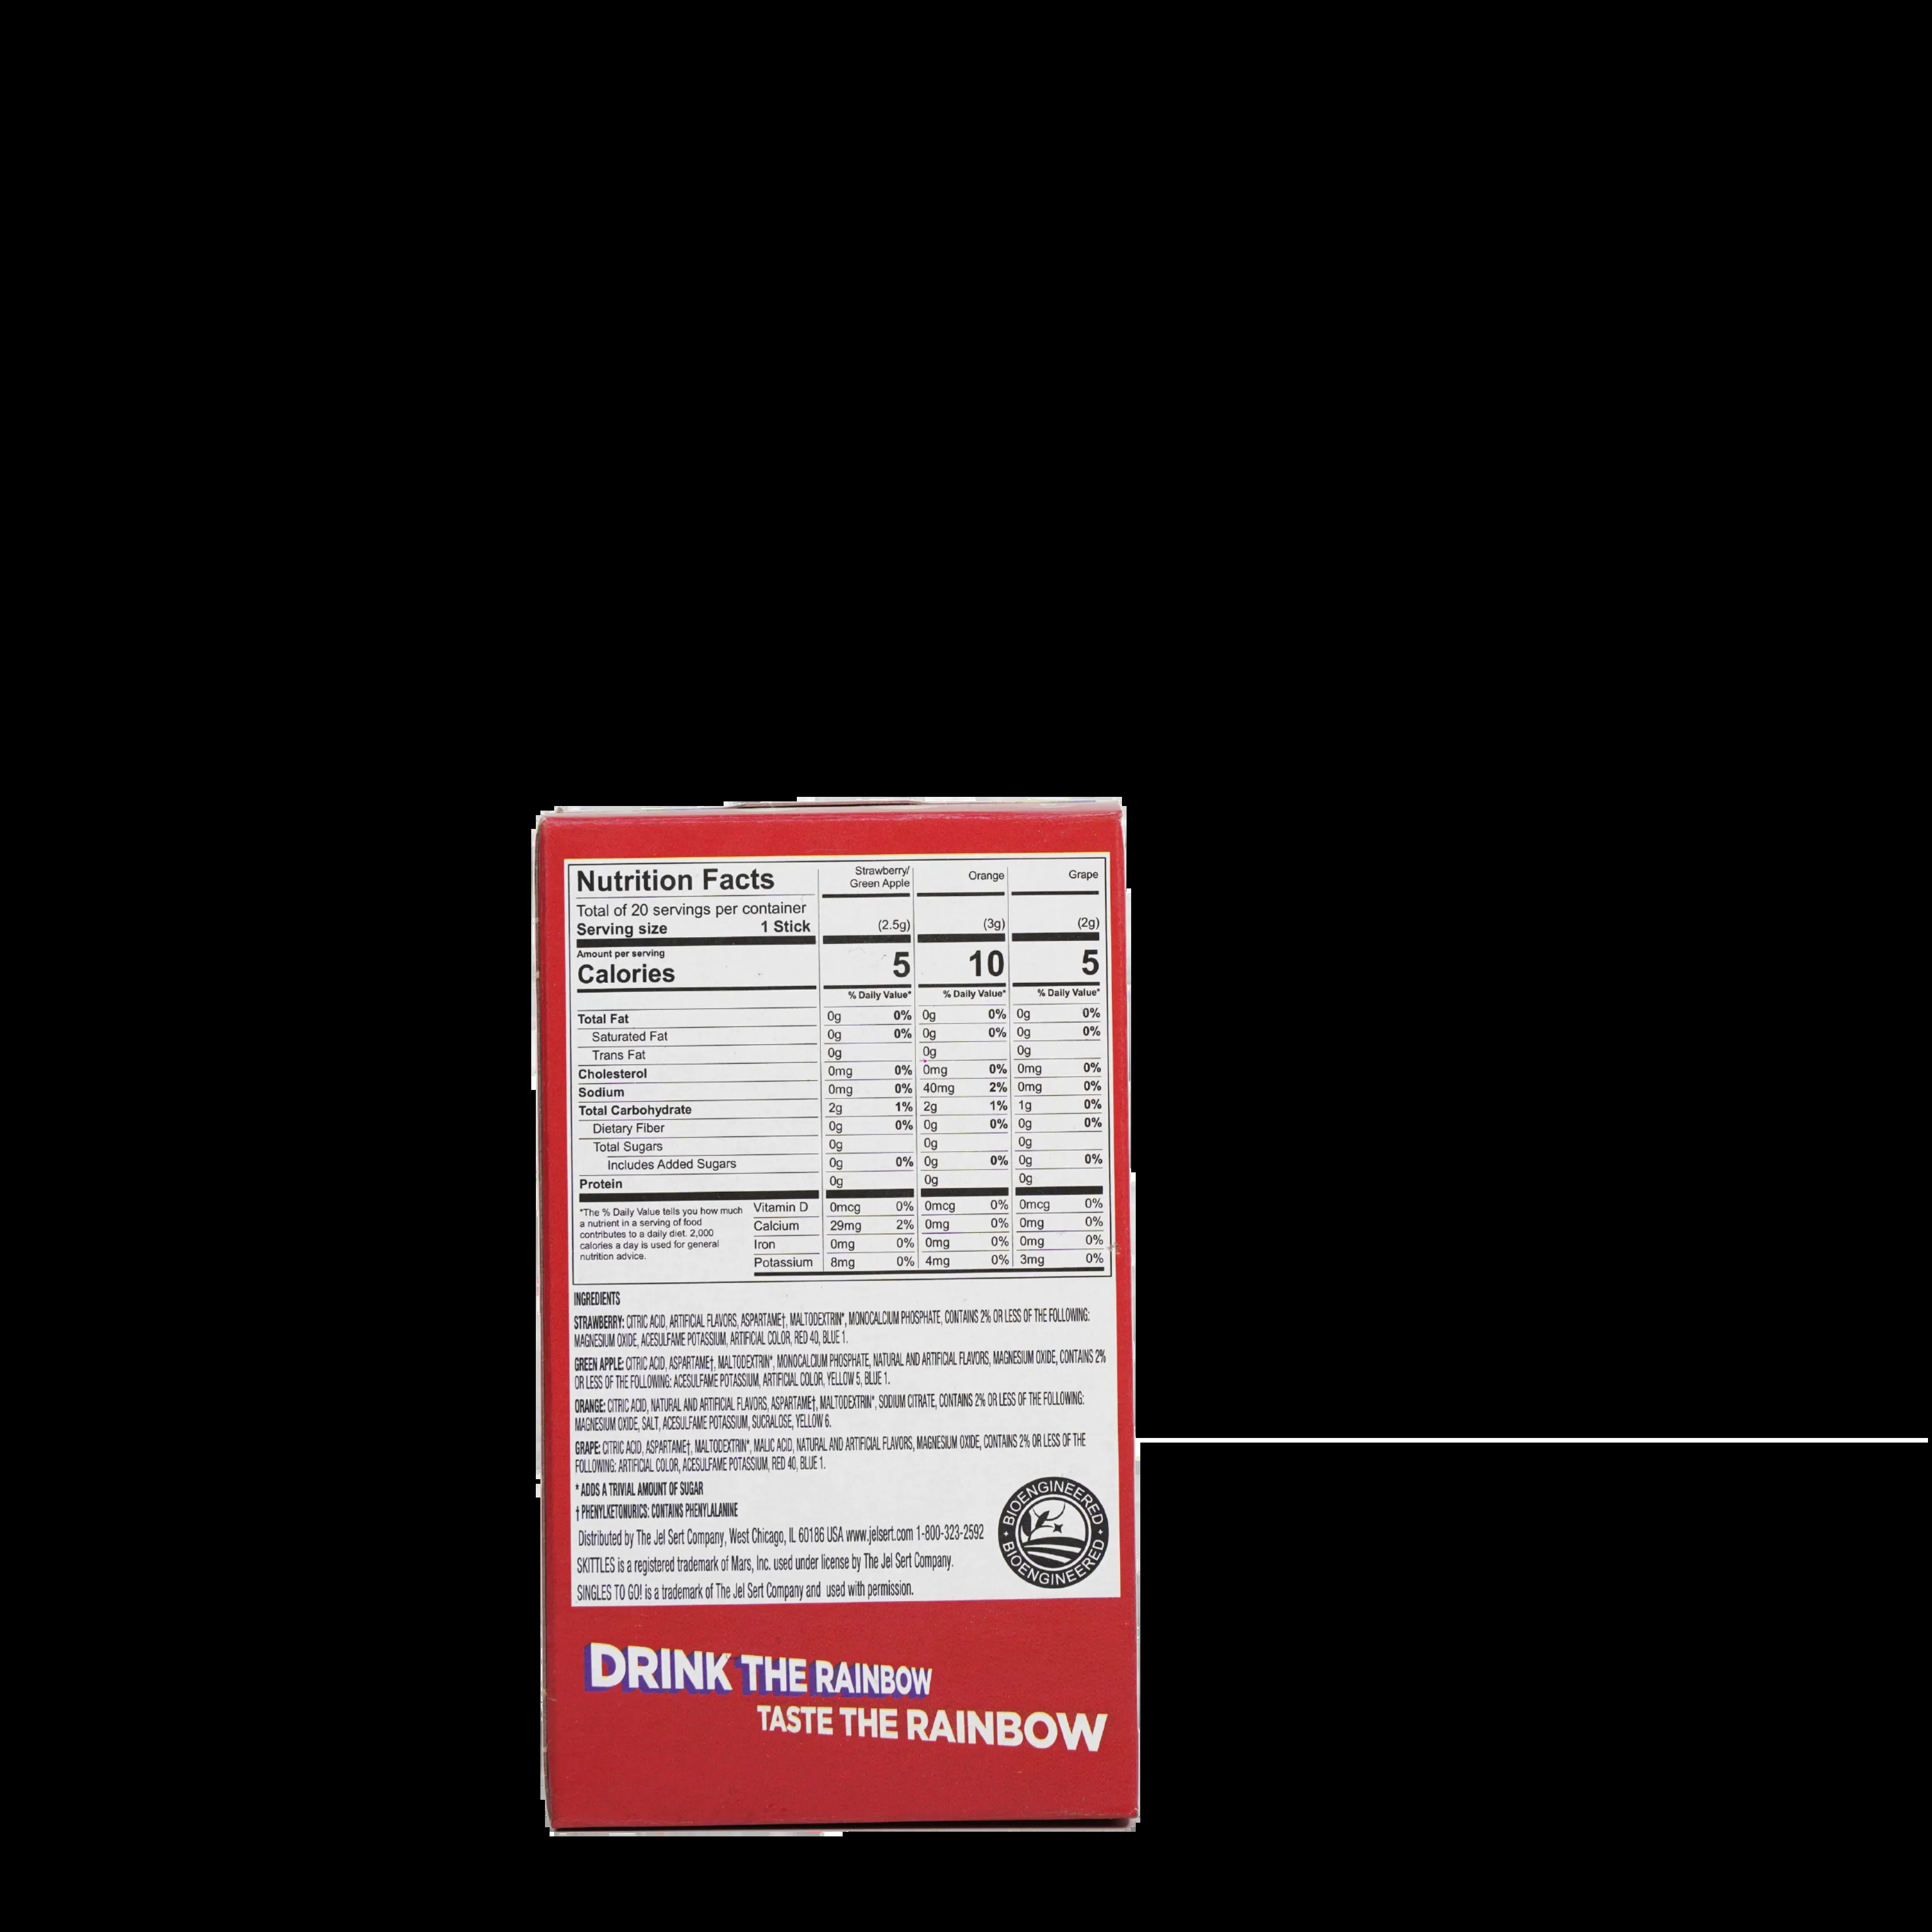 Nutrition Facts
Strawberry/
Green Apple
Orange
Grape
Total of 20 servings per container
Serving size 1 Stick (2.5g) (3g) (2g)
Amount per serving
Calories 5 10 5
% Daily Value* % Daily Value* % Daily Value*
Total Fat 0g 0% 0g 0% 0g 0%
Saturated Fat 0g 0% 0g 0% 0g 0%
Trans Fat 0g 0g 0g
Cholesterol 0mg 0% 0mg 0% 0mg 0%
Sodium 0mg 0% 40mg 2% 0mg 0%
Total Carbohydrate 2g 1% 2g 1% 1g 0%
Dietary Fiber 0g 0% 0g 0% 0g 0%
Total Sugars 0g 0g 0g
Includes Added Sugars 0g 0% 0g 0% 0g 0%
Protein 0g 0g 0g
*The % Daily Value tells you how much
a nutrient in a serving of food
contributes to a daily diet. 2,000
calories a day is used for general
nutrition advice.
Vitamin D 0mcg 0% 0mcg 0% 0mcg 0%
Calcium 29mg 2% 0mg 0% 0mg 0%
Iron 0mg 0% 0mg 0% 0mg 0%
Potassium 8mg 0% 4mg 0% 3mg 0%
INGREDIENTS
STRAWBERRY: CITRIC ACID, ARTIFICIAL FLAVORS, ASPARTAME†, MALTODEXTRIN*, MONOCALCIUM PHOSPHATE, CONTAINS 2% OR LESS OF THE FOLLOWING:
MAGNESIUM OXIDE, ACESULFAME POTASSIUM, ARTIFICIAL COLOR, RED 40, BLUE 1.
GREEN APPLE: CITRIC ACID, ASPARTAME†, MALTODEXTRIN*, MONOCALCIUM PHOSPHATE, NATURAL AND ARTIFICIAL FLAVORS, MAGNESIUM OXIDE, CONTAINS 2%
OR LESS OF THE FOLLOWING: ACESULFAME POTASSIUM, ARTIFICIAL COLOR, YELLOW 5, BLUE 1.
ORANGE: CITRIC ACID, NATURAL AND ARTIFICIAL FLAVORS, ASPARTAME†, MALTODEXTRIN*, SODIUM CITRATE, CONTAINS 2% OR LESS OF THE FOLLOWING:
MAGNESIUM OXIDE, SALT, ACESULFAME POTASSIUM, SUCRALOSE, YELLOW 6.
GRAPE: CITRIC ACID, ASPARTAME†, MALTODEXTRIN*, MALIC ACID, NATURAL AND ARTIFICIAL FLAVORS, MAGNESIUM OXIDE, CONTAINS 2% OR LESS OF THE
FOLLOWING: ARTIFICIAL COLOR, ACESULFAME POTASSIUM, RED 40, BLUE 1.
* ADDS A TRIVIAL AMOUNT OF SUGAR
† PHENYLKETONURICS: CONTAINS PHENYLALANINE
Distributed by The Jel Sert Company, West Chicago, IL 60186 USA www.jelsert.com 1-800-323-2592
SKITTLES is a registered trademark of Mars, Inc. used under license by The Jel Sert Company.
SINGLES TO GO! is a trademark of The Jel Sert Company and used with permission.
BIOENGINEERED
BIOENGINEERED
DRINK THE RAINBOW
TASTE THE RAINBOW